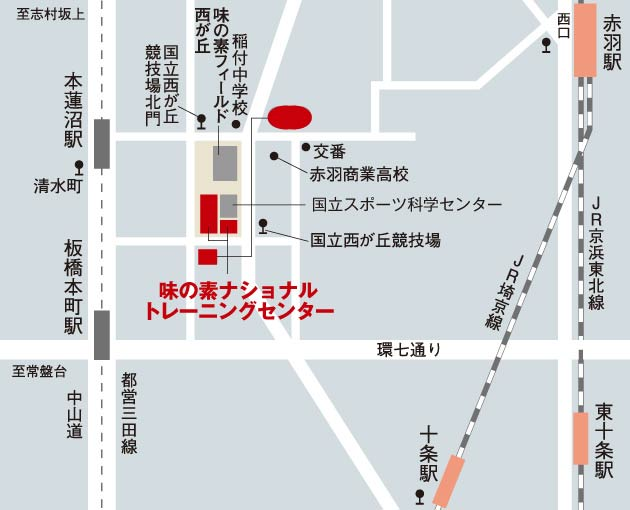 至志村坂上
味の素フィールド
西が丘
稲付中学校
国立西が丘
競技場北門
西口
赤羽駅
本蓮沼駅
清水町
交番
赤羽商業高校
国立スポーツ科学センター
国立西が丘競技場
板橋本町駅
味の素ナショナル
トレーニングセンター
JR京浜東北線
JR埼京線
環七通り
至常盤台
中山道
都営三田線
十条駅
東十条駅